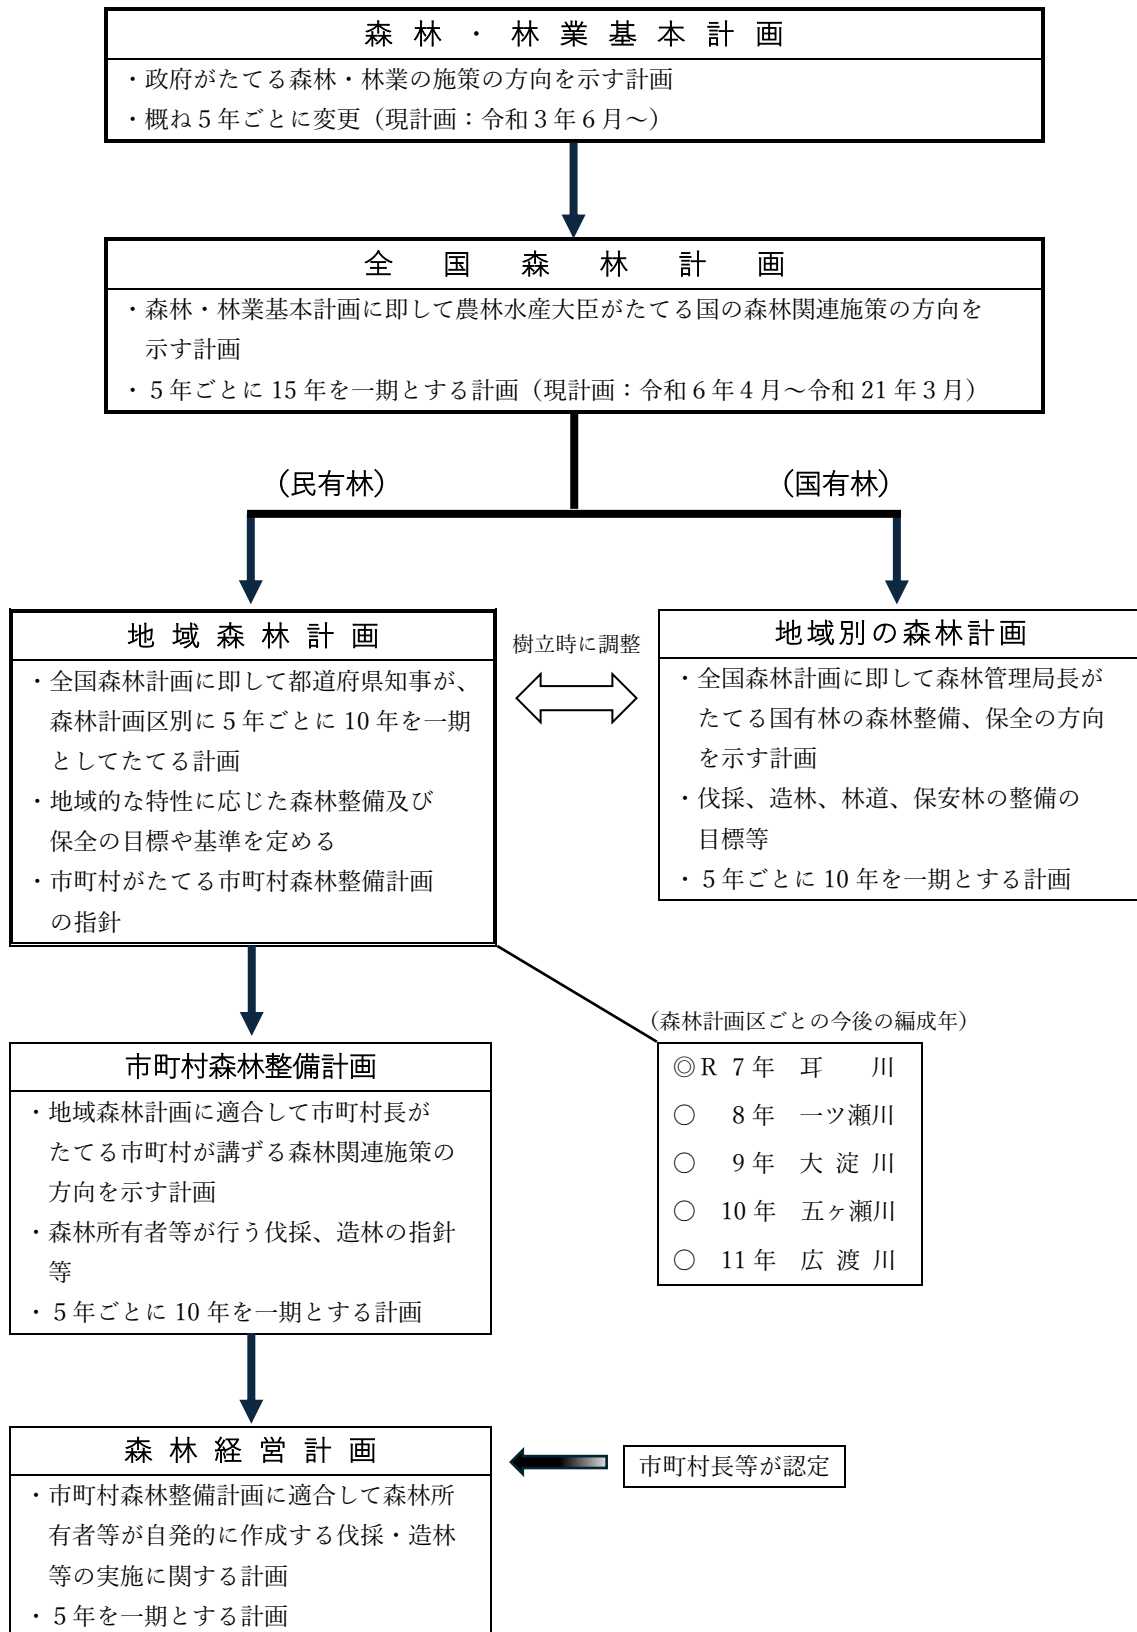 森林・林業基本計画
・政府がたてる森林・林業の施策の方向を示す計画
・概ね５年ごとに変更（現計画：令和３年６月～）
全国森林計画
・森林・林業基本計画に即して農林水産大臣がたてる国の森林関連施策の方向を
示す計画
・５年ごとに 15 年を一期とする計画（現計画：令和６年４月～令和 21 年３月）
（民有林）
（国有林）
地域森林計画
・全国森林計画に即して都道府県知事が、
森林計画区別に５年ごとに 10 年を一期
としてたてる計画
・地域的な特性に応じた森林整備及び
保全の目標や基準を定める
・市町村がたてる市町村森林整備計画
の指針
樹立時に調整
地域別の森林計画
・全国森林計画に即して森林管理局長が
たてる国有林の森林整備、保全の方向
を示す計画
・伐採、造林、林道、保安林の整備の
目標等
・５年ごとに 10 年を一期とする計画
（森林計画区ごとの今後の編成年）
◎Ｒ ７年 耳川
○ ８年 一ツ瀬川
○ ９年 大淀川
○ 10 年 五ヶ瀬川
○ 11 年 広渡川
市町村森林整備計画
・地域森林計画に適合して市町村長が
たてる市町村が講ずる森林関連施策の
方向を示す計画
・森林所有者等が行う伐採、造林の指針
等
・５年ごとに 10 年を一期とする計画
森林経営計画
・市町村森林整備計画に適合して森林所
有者等が自発的に作成する伐採・造林
等の実施に関する計画
・５年を一期とする計画
市町村長等が認定